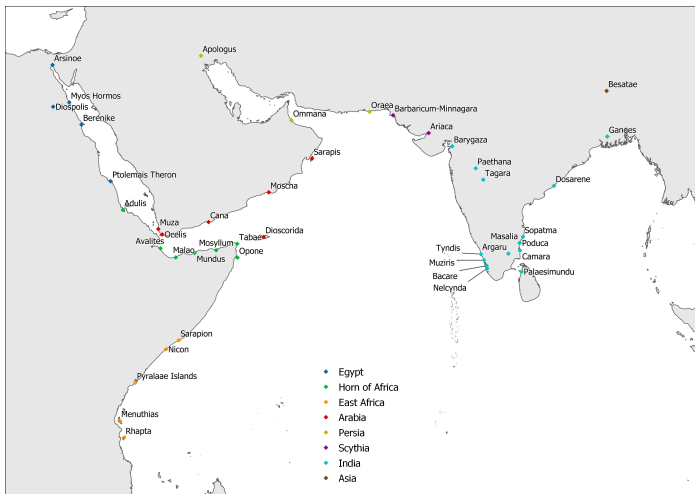 Apologus
Arsinoe
Besatae
Myos Hormos
Diospolis
Oraea
Barbaricum-Minnagara
Ommana
Berenike
Ariaca
Ganges
Barygaza
Sarapis
Paethana
Ptolemais Theron
Tagara
Dosarene
Moscha
Adulis
Cana
Muza
Ocelis
Dioscorida
Sopatma
Masalia
Avalites
Mosyllum
Tabae
Poduca
Tyndis
Argaru
Malao
Mundus
Opone
Camara
Muziris
Bacare
Palaesimundu
Nelcynda
Sarapion
Nicon
Pyralaae Islands
Menuthias
Rhapta
Egypt
Horn of Africa
East Africa
Arabia
Persia
Scythia
India
Asia